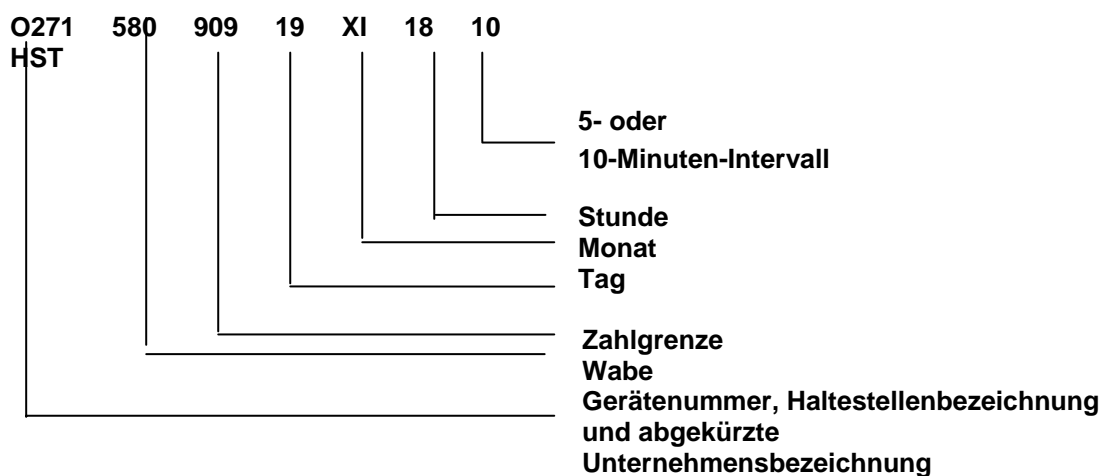 O271 580 909 19 XI 18 10
HST
5- oder
10-Minuten-Intervall
Stunde
Monat
Tag
Zahlgrenze
Wabe
Gerätenummer, Haltestellenbezeichnung
und abgekürzte
Unternehmensbezeichnung